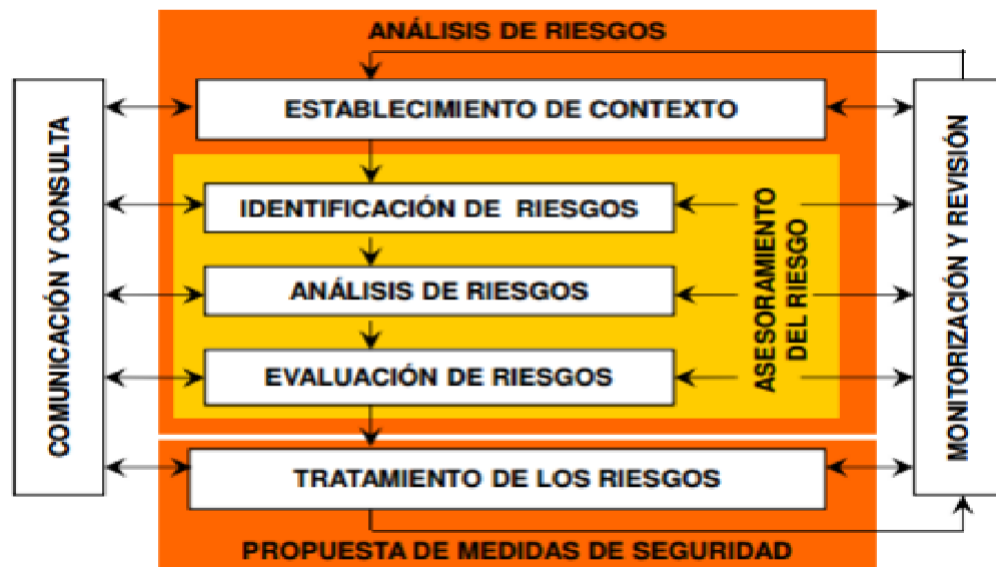 ANÁLISIS DE RIESGOS
ESTABLECIMIENTO DE CONTEXTO
IDENTIFICACIÓN DE RIESGOS
ANÁLISIS DE RIESGOS
EVALUACIÓN DE RIESGOS
ASESORAMIENTO
DEL RIESGO
TRATAMIENTO DE LOS RIESGOS
PROPUESTA DE MEDIDAS DE SEGURIDAD
COMUNICACIÓN Y CONSULTA
MONITORIZACIÓN Y REVISIÓN